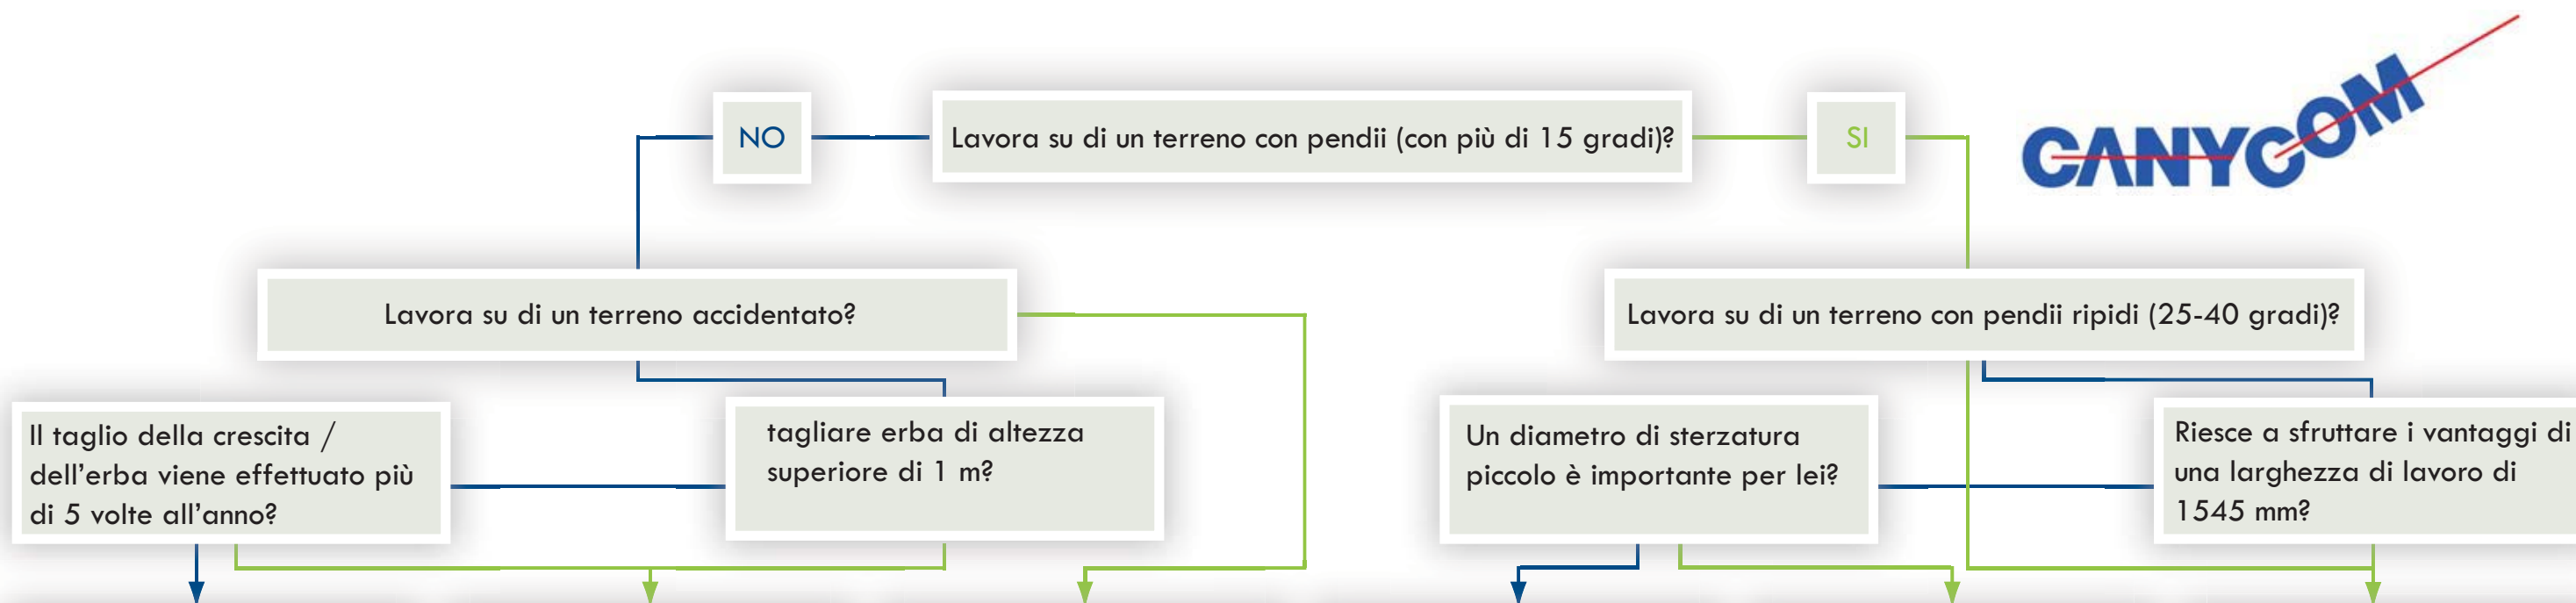 NO
Lavora su di un terreno con pendii (con più di 15 gradi)?
SI
CANYCOM
Lavora su di un terreno accidentato?
Lavora su di un terreno con pendii ripidi (25-40 gradi)?
Il taglio della crescita /
dell'erba viene effettuato più
di 5 volte all'anno?
tagliare erba di altezza
superiore di 1 m?
Un diametro di sterzatura
piccolo è importante per lei?
Riesce a sfruttare i vantaggi di
una larghezza di lavoro di
1545 mm?